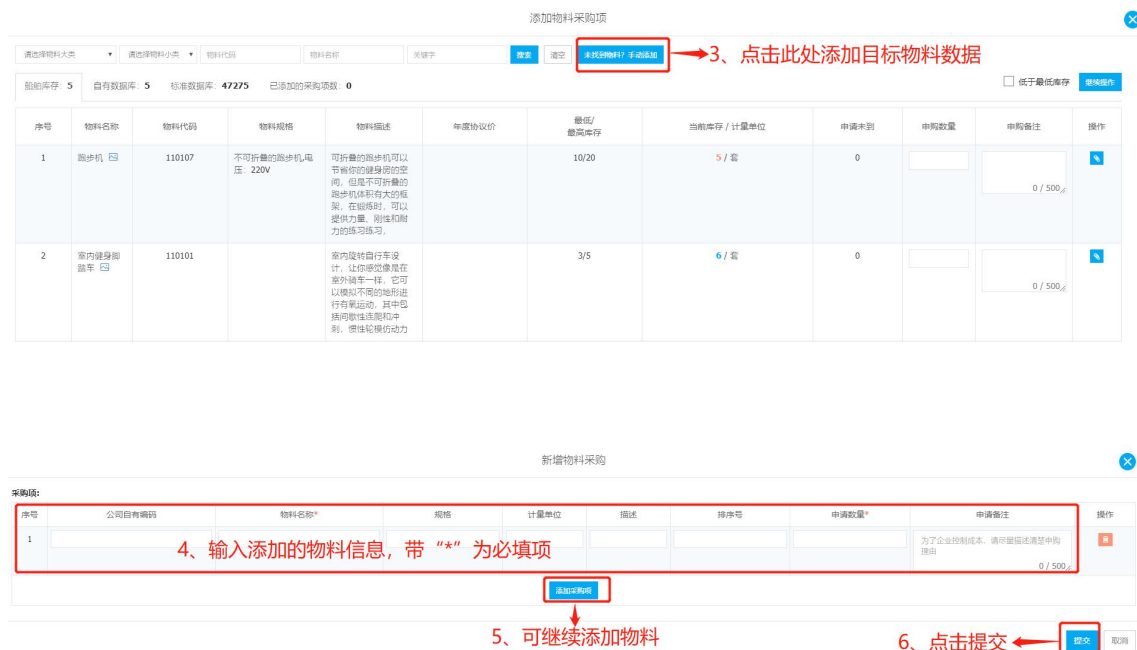 添加物料采购项
请选择物料大类 请选择物料小类 物料代码 物料名称 关键字 搜索 清空 未找到物料? 手动添加 3、点击此处添加目标物料数据
船舶库存: 5 自有数据库: 5 标准数据库: 47275 已添加的采购项数: 0 低于最低库存 继续操作
序号 物料名称 物料代码 物料规格 物料描述 年度协议价 最低/ 当前库存 / 计量单位 申请未到 申购数量 申购备注 操作
最高库存
1 跑步机 110107 不可折叠的跑步机,电 可折叠的跑步机可以 10/20 5 / 套 0
压: 220V 节省你的健身房的空
间, 但是不可折叠的
跑步机体积有大的框
架, 在锻炼时, 可以 0 / 500
提供力量, 刚性和耐
力的练习练习,
2 室内健身脚 110101 室内旋转自行车设 3/5 6 / 套 0
踏车 计, 让你感觉像是在
室外骑车一样, 它可
以模拟不同的地形进 0 / 500
行有氧运动, 其中包
括间歇性连爬和冲
刺, 惯性轮模仿动力
新增物料采购
采购项:
序号 公司自有编码 物料名称* 规格 计量单位 描述 排序号 申请数量* 申请备注 操作
1 4、输入添加的物料信息，带“*”为必填项 为了企业控制成本, 请尽量描述清楚申购
理由
0 / 500
添加采购项
5、可继续添加物料
6、点击提交 提交 取消